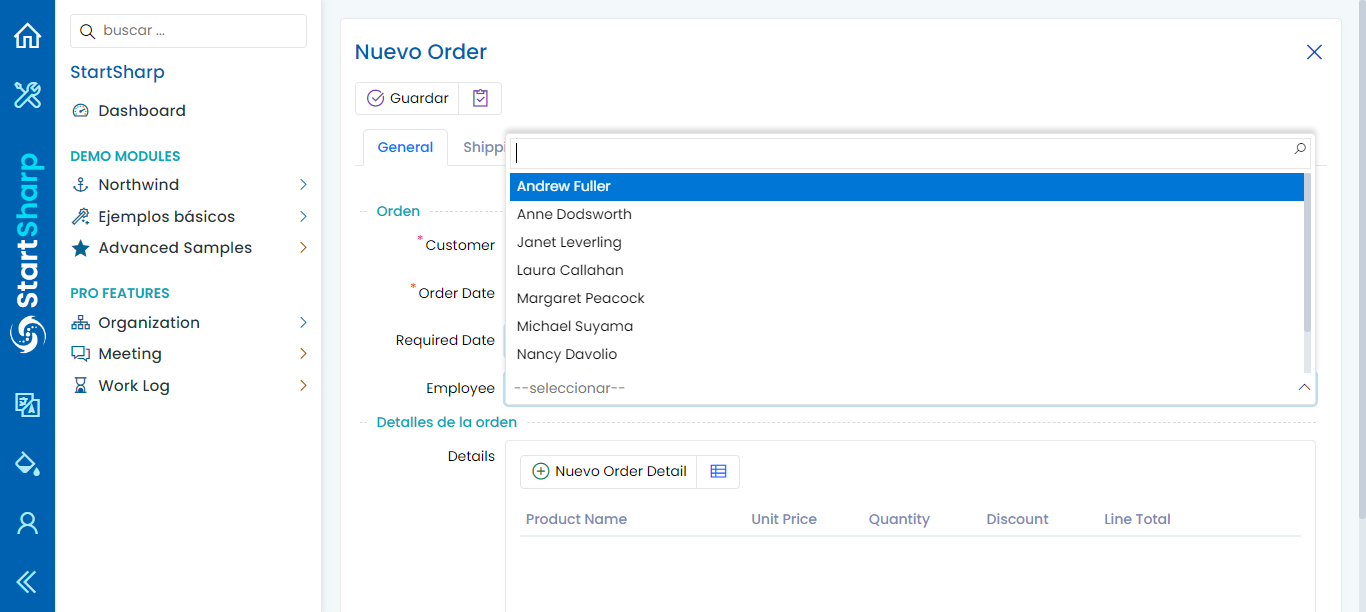 buscar ...
StartSharp
Dashboard
DEMO MODULES
Northwind
Ejemplos básicos
Advanced Samples
PRO FEATURES
Organization
Meeting
Work Log
StartSharp
Nuevo Order
Guardar
General
Shippi
Orden
*Customer
*Order Date
Required Date
Employee
Andrew Fuller
Anne Dodsworth
Janet Leverling
Laura Callahan
Margaret Peacock
Michael Suyama
Nancy Davolio
--seleccionar--
Detalles de la orden
Details
Nuevo Order Detail
Product Name Unit Price Quantity Discount Line Total